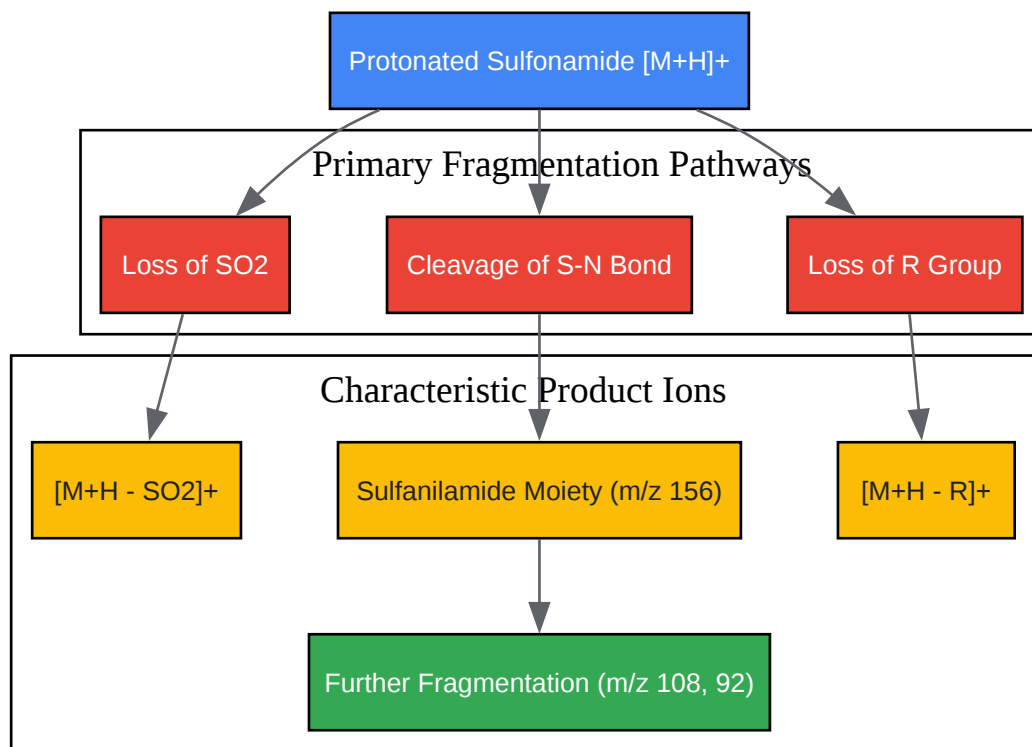 Protonated Sulfonamide [M+H]+
Primary Fragmentation Pathways
Loss of SO2
Cleavage of S-N Bond
Loss of R Group
Characteristic Product Ions
[M+H - SO2]+
Sulfanilamide Moiety (m/z 156)
[M+H - R]+
Further Fragmentation (m/z 108, 92)